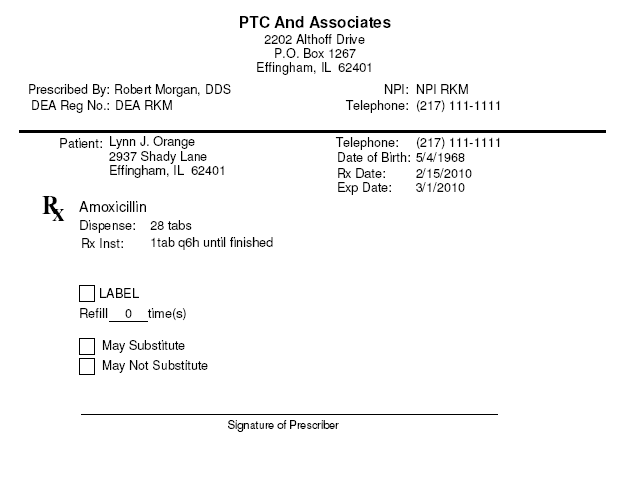 PTC And Associates
2202 Althoff Drive
P.O. Box 1267
Effingham, IL 62401
Prescribed By: Robert Morgan, DDS NPI: NPI RKM
DEA Reg No.: DEA RKM Telephone: (217) 111-1111
Patient: Lynn J. Orange Telephone: (217) 111-1111
2937 Shady Lane Date of Birth: 5/4/1968
Effingham, IL 62401 Rx Date: 2/15/2010
Exp Date: 3/1/2010
Rx Amoxicillin
Dispense: 28 tabs
Rx Inst: 1tab q6h until finished
LABEL
Refill 0 time(s)
May Substitute
May Not Substitute
Signature of Prescriber